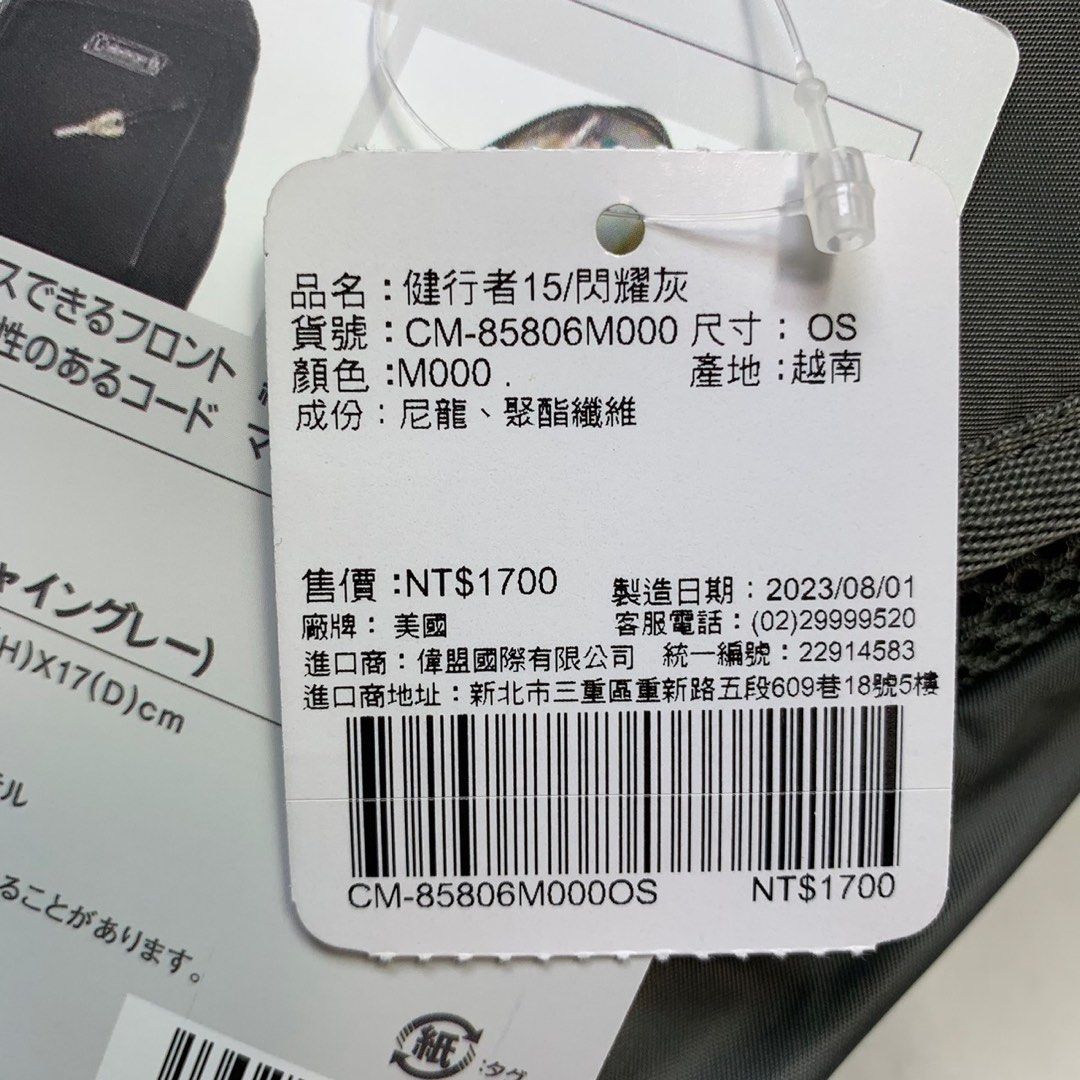 スできるフロント
性のあるコード
マ
ャイングレー)
(H)X17(D)cm
ル
ることがあります。
品名：健行者15/閃耀灰
貨號：CM-85806M000 尺寸： OS
顏色：M000 .
產地：越南
成份：尼龍、聚酯纖維
售價：NT$1700
製造日期：2023/08/01
廠牌： 美國
客服電話：(02)29999520
進口商：偉盟國際有限公司
統一編號：22914583
進口商地址：新北市三重區重新路五段609巷18號5樓
CM-85806M000OS
NT$1700
紙
:タグ